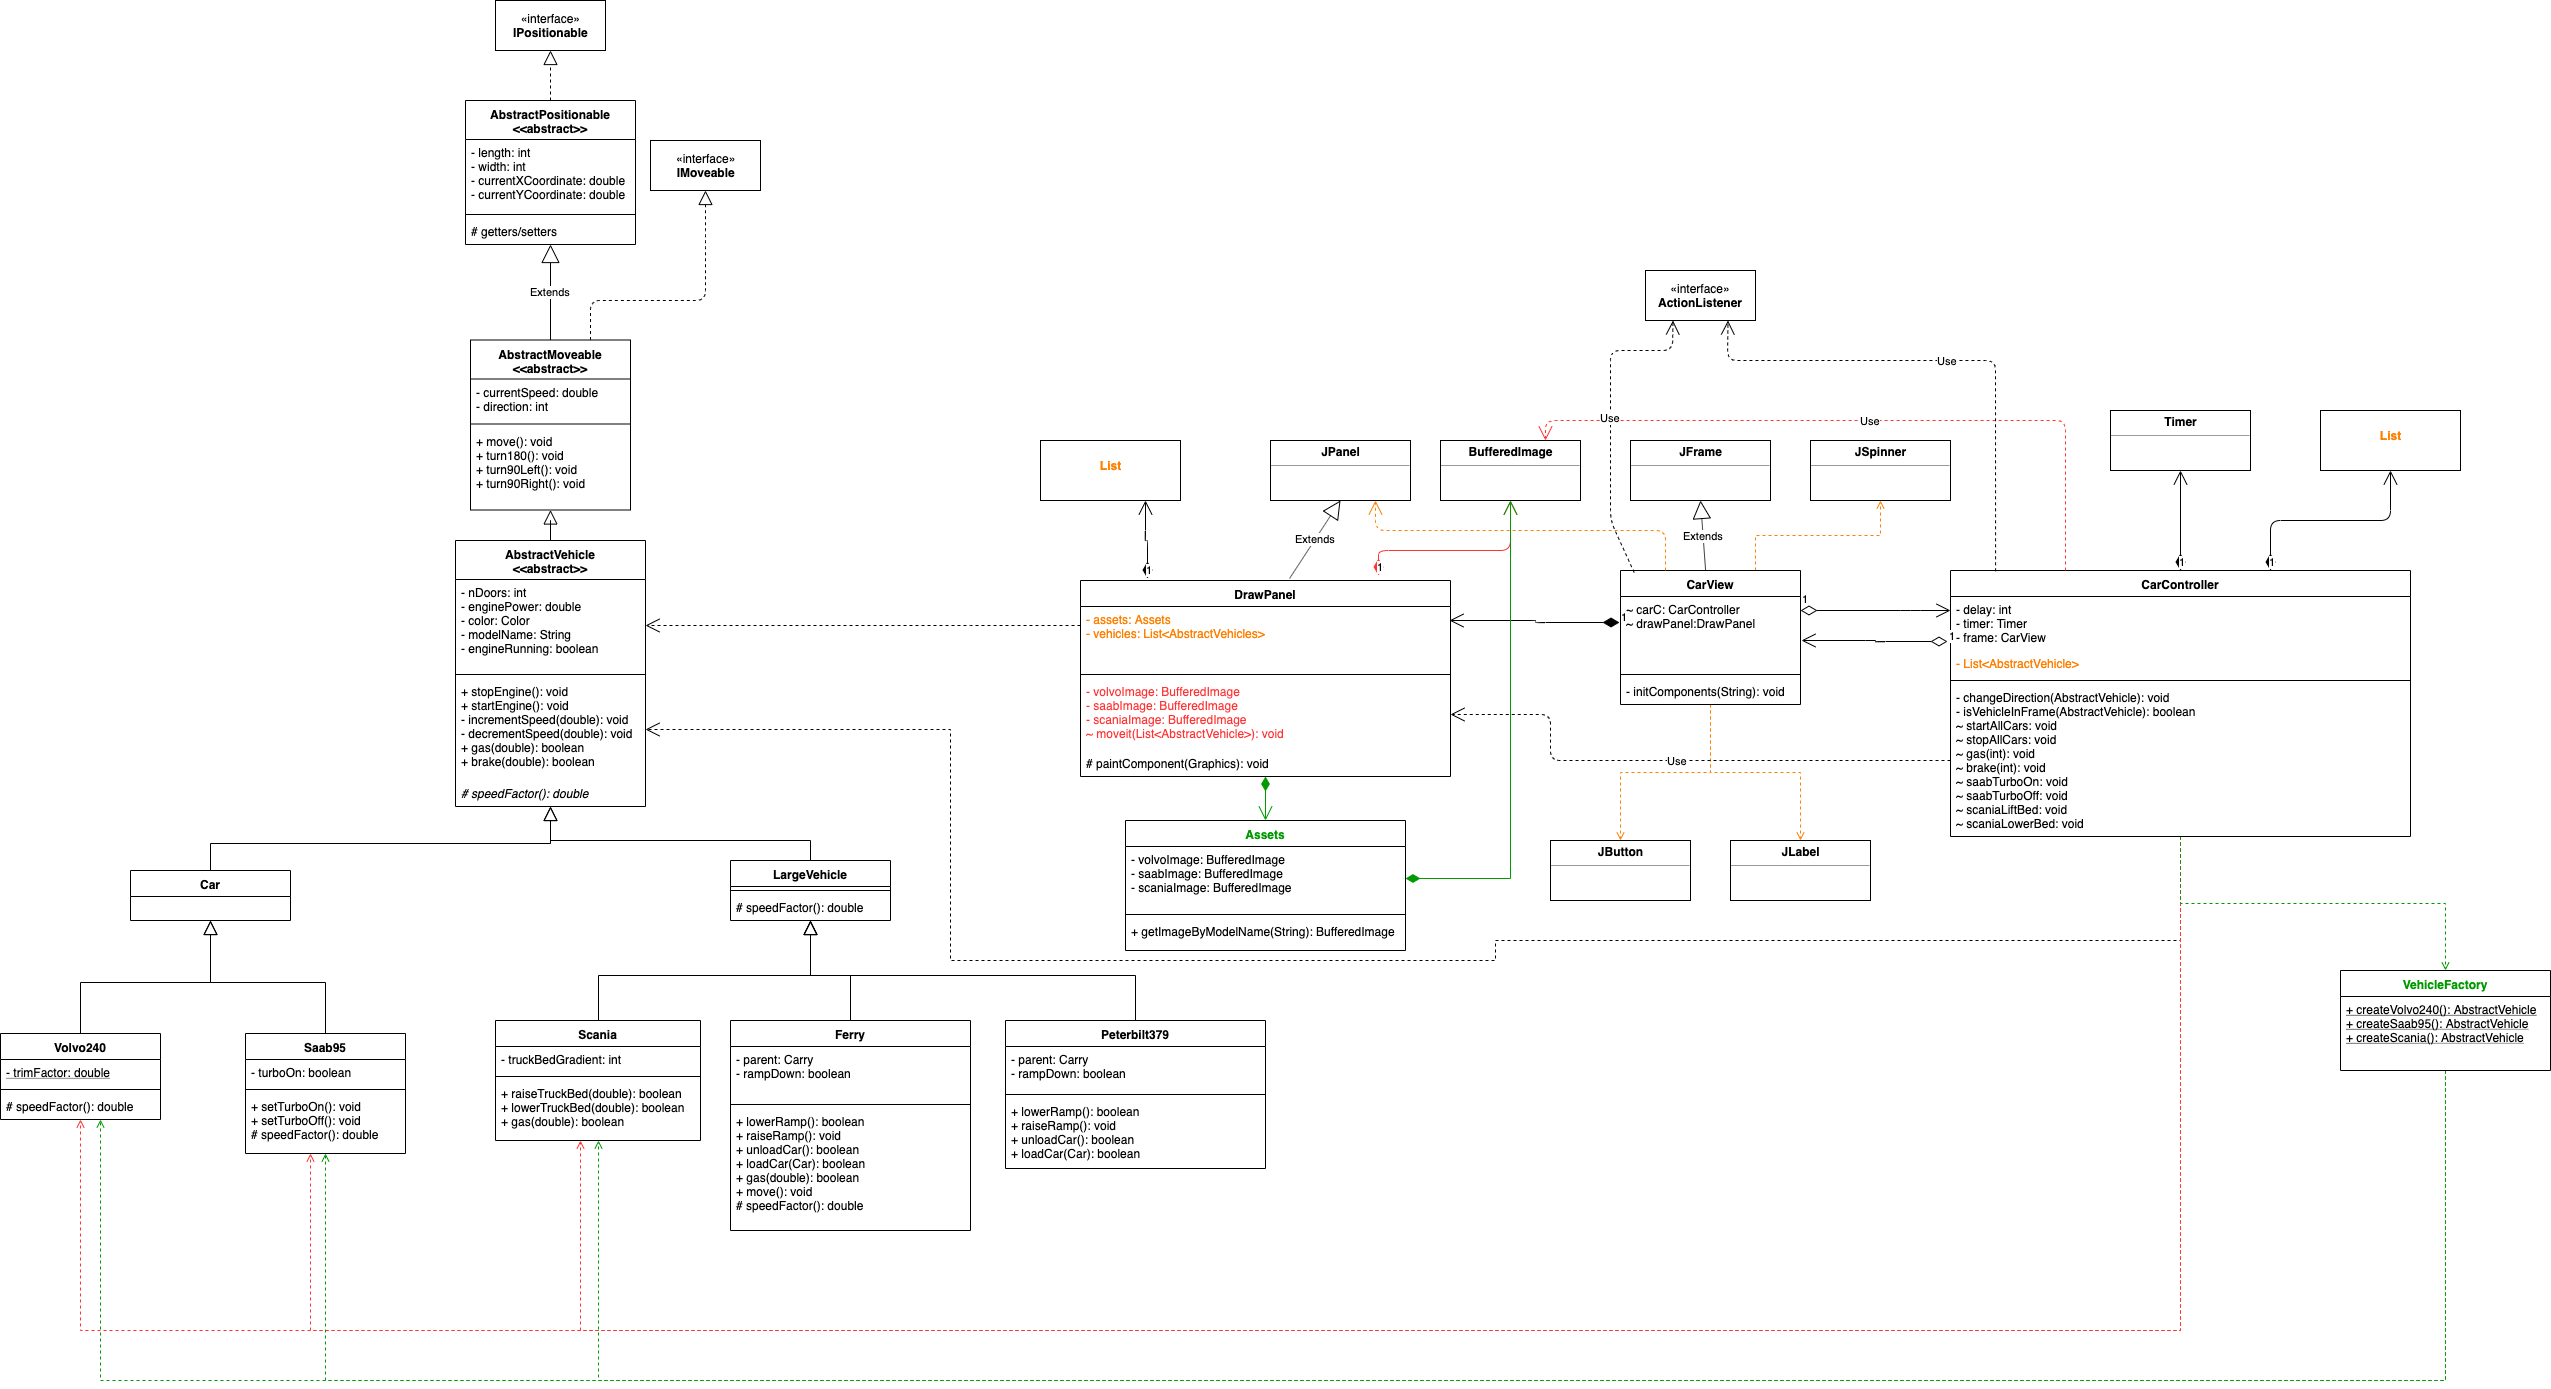 «interface»
IPositionable
AbstractPositionable
<<abstract>>
- length: int
- width: int
- currentXCoordinate: double
- currentYCoordinate: double
# getters/setters
«interface»
IMoveable
Extends
AbstractMoveable
<<abstract>>
- currentSpeed: double
- direction: int
+ move(): void
+ turn180(): void
+ turn90Left(): void
+ turn90Right(): void
AbstractVehicle
<<abstract>>
- nDoors: int
- enginePower: double
- color: Color
- modelName: String
- engineRunning: boolean
+ stopEngine(): void
+ startEngine(): void
- incrementSpeed(double): void
- decrementSpeed(double): void
+ gas(double): boolean
+ brake(double): boolean
# speedFactor(): double
Car
LargeVehicle
# speedFactor(): double
Volvo240
- trimFactor: double
# speedFactor(): double
Saab95
- turboOn: boolean
+ setTurboOn(): void
+ setTurboOff(): void
# speedFactor(): double
Scania
- truckBedGradient: int
+ raiseTruckBed(double): boolean
+ lowerTruckBed(double): boolean
+ gas(double): boolean
Ferry
- parent: Carry
- rampDown: boolean
+ lowerRamp(): boolean
+ raiseRamp(): void
+ unloadCar(): boolean
+ loadCar(Car): boolean
+ gas(double): boolean
+ move(): void
# speedFactor(): double
Peterbilt379
- parent: Carry
- rampDown: boolean
+ lowerRamp(): boolean
+ raiseRamp(): void
+ unloadCar(): boolean
+ loadCar(Car): boolean
«interface»
ActionListener
Use
Use
Use
List
JPanel
BufferedImage
JFrame
JSpinner
Timer
List
Extends
Extends
1
1
1
1
DrawPanel
- assets: Assets
- vehicles: List<AbstractVehicles>
- volvoImage: BufferedImage
- saabImage: BufferedImage
- scaniaImage: BufferedImage
~ moveit(List<AbstractVehicle>): void
# paintComponent(Graphics): void
Assets
- volvoImage: BufferedImage
- saabImage: BufferedImage
- scaniaImage: BufferedImage
+ getImageByModelName(String): BufferedImage
CarView
~ carC: CarController
~ drawPanel:DrawPanel
- initComponents(String): void
1
1
1
Use
JButton
JLabel
CarController
- delay: int
- timer: Timer
- frame: CarView
- List<AbstractVehicle>
- changeDirection(AbstractVehicle): void
- isVehicleInFrame(AbstractVehicle): boolean
~ startAllCars: void
~ stopAllCars: void
~ gas(int): void
~ brake(int): void
~ saabTurboOn: void
~ saabTurboOff: void
~ scaniaLiftBed: void
~ scaniaLowerBed: void
VehicleFactory
+ createVolvo240(): AbstractVehicle
+ createSaab95(): AbstractVehicle
+ createScania(): AbstractVehicle